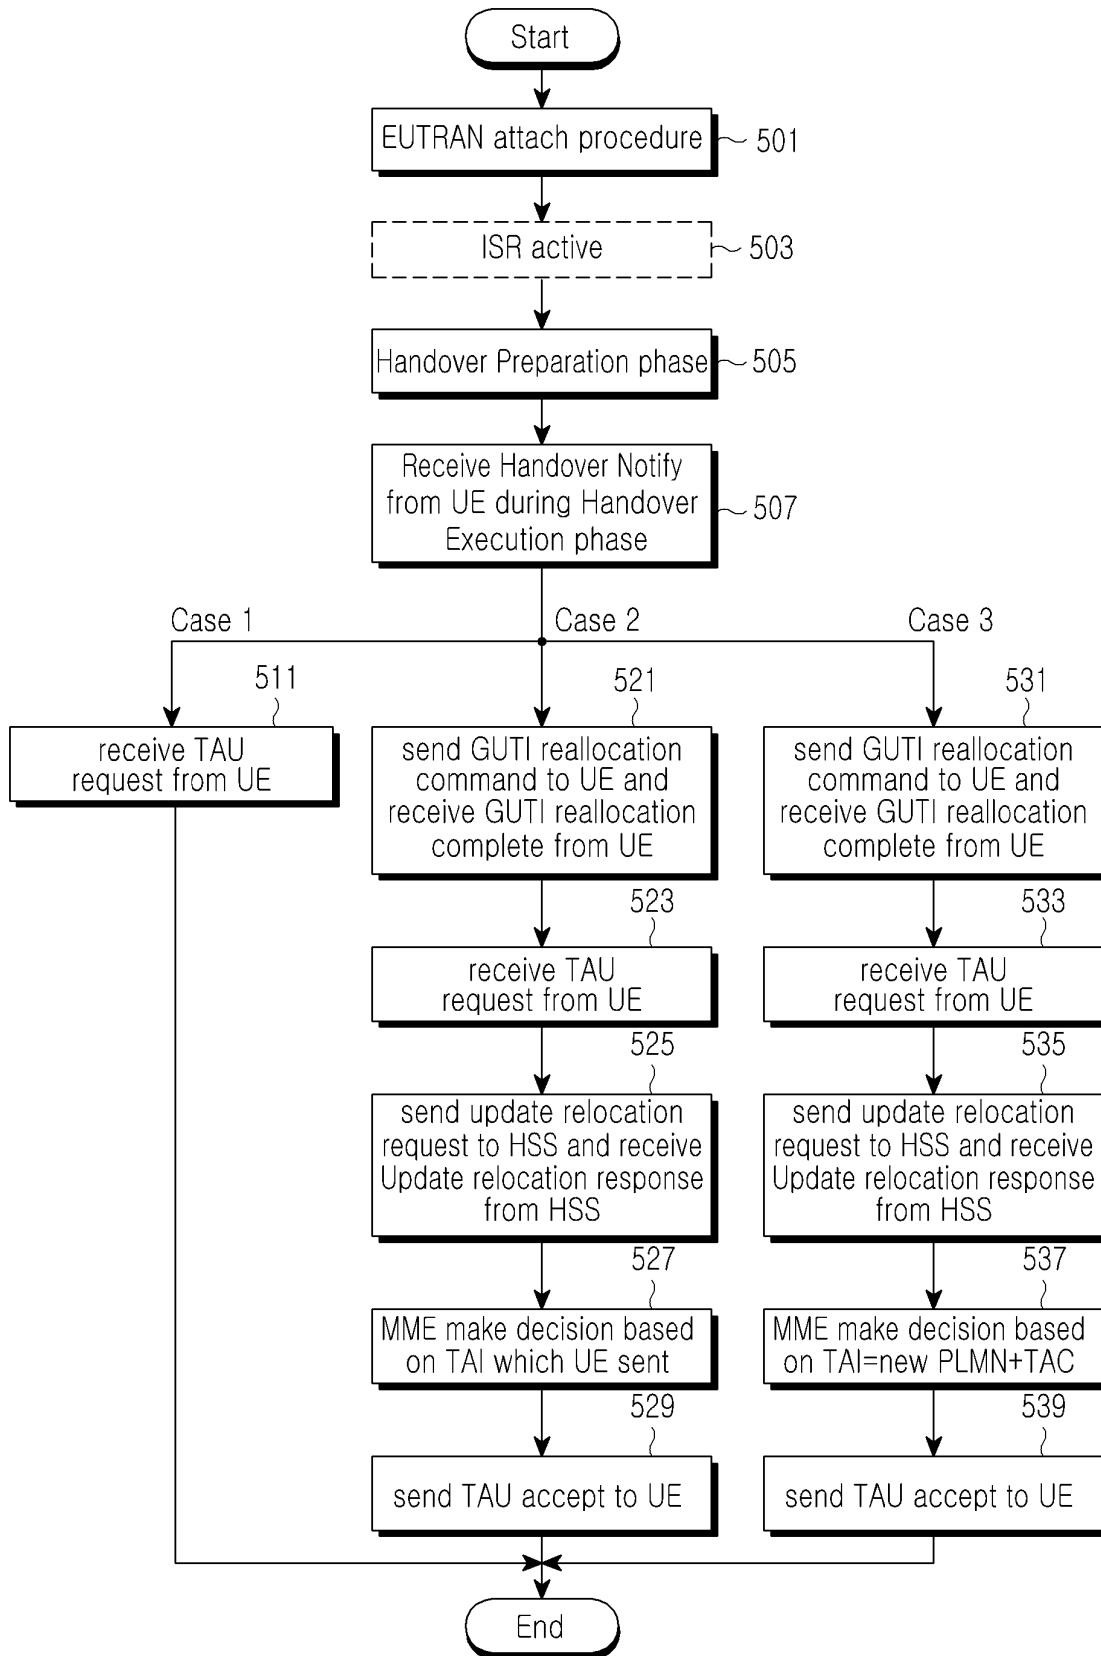 Start
EUTRAN attach procedure
501
ISR active
503
Handover Preparation phase
505
Receive Handover Notify
from UE during Handover
Execution phase
507
Case 1
Case 2
Case 3
511
receive TAU
request from UE
521
send GUTI reallocation
command to UE and
receive GUTI reallocation
complete from UE
523
receive TAU
request from UE
525
send update relocation
request to HSS and receive
Update relocation response
from HSS
527
MME make decision based
on TAI which UE sent
529
send TAU accept to UE
531
send GUTI reallocation
command to UE and
receive GUTI reallocation
complete from UE
533
receive TAU
request from UE
535
send update relocation
request to HSS and receive
Update relocation response
from HSS
537
MME make decision based
on TAI=new PLMN+TAC
539
send TAU accept to UE
End